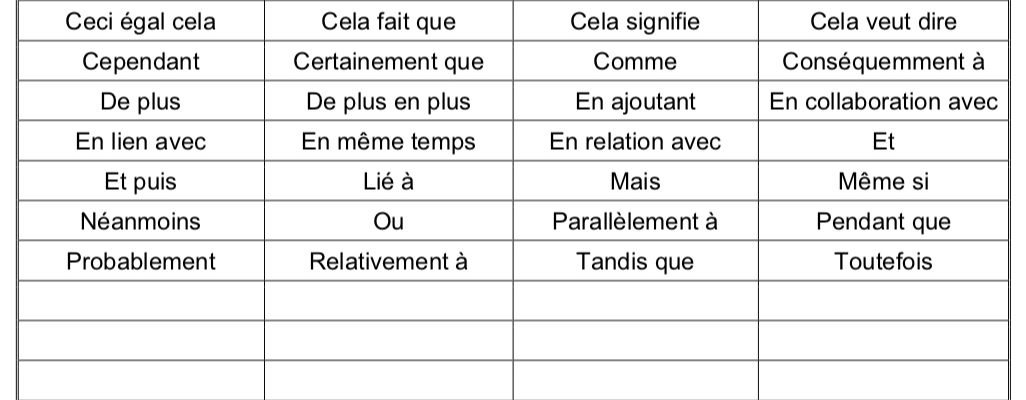 Ceci égal cela Cela fait que Cela signifie Cela veut dire
Cependant Certainement que Comme Conséquemment à
De plus De plus en plus En ajoutant En collaboration avec
En lien avec En même temps En relation avec Et
Et puis Lié à Mais Même si
Néanmoins Ou Parallèlement à Pendant que
Probablement Relativement à Tandis que Toutefois